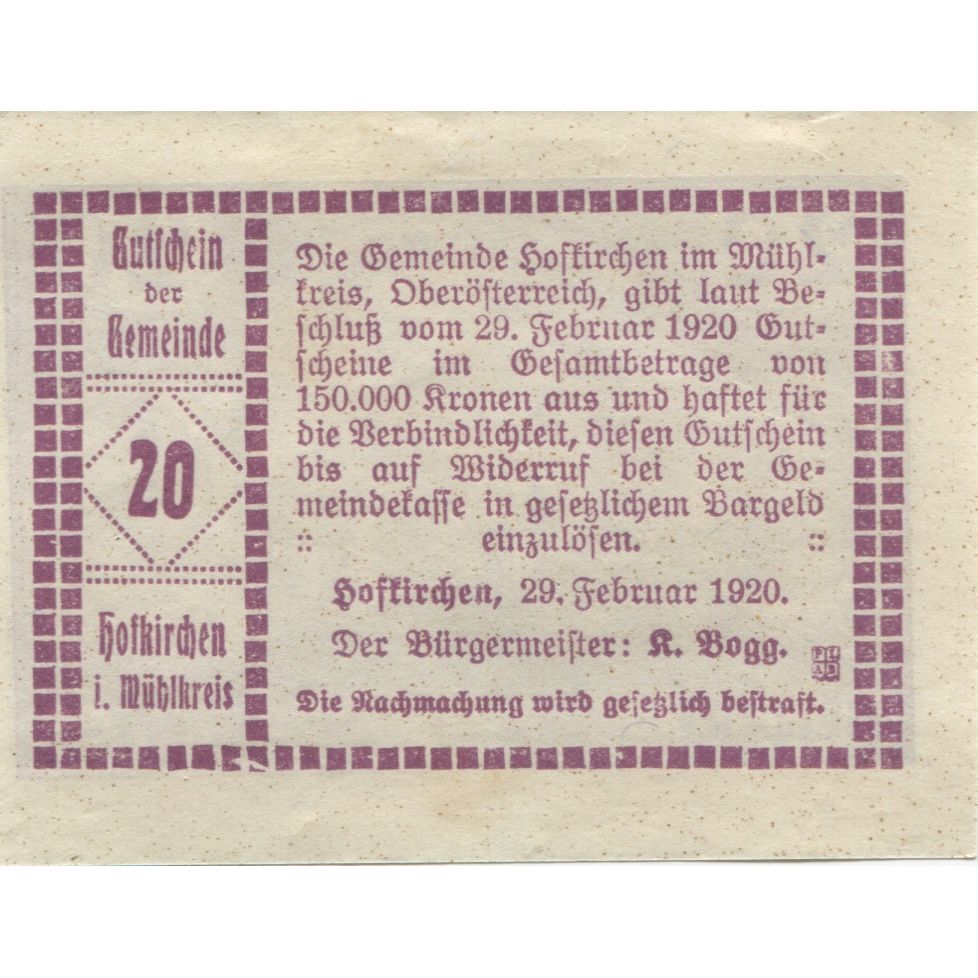 Gutschein
der
Gemeinde
20
Hofkirchen
i. Mühlkreis
Die Gemeinde Hofkirchen im Mühl-
kreis, Oberösterreich, gibt laut Be-
schluß vom 29. Februar 1920 Gut-
scheine im Gesamtbetrage von
150.000 Kronen aus und haftet für
die Verbindlichkeit, diesen Gutschein
bis auf Widerruf bei der Ge-
meindekasse in gesetzlichem Bargeld
:: einzulösen. ::
Hofkirchen, 29. Februar 1920.
Der Bürgermeister: K. Bogg.
Die Nachmachung wird gesetzlich bestraft.